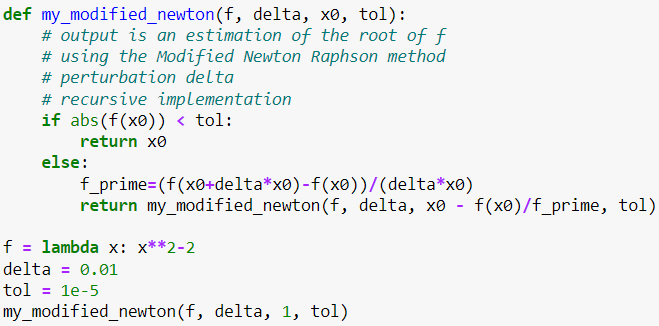 def my_modified_newton(f, delta, x0, tol):
    # output is an estimation of the root of f
    # using the Modified Newton Raphson method
    # perturbation delta
    # recursive implementation
    if abs(f(x0)) < tol:
        return x0
    else:
        f_prime=(f(x0+delta*x0)-f(x0))/(delta*x0)
        return my_modified_newton(f, delta, x0 - f(x0)/f_prime, tol)
f = lambda x: x**2-2
delta = 0.01
tol = 1e-5
my_modified_newton(f, delta, 1, tol)